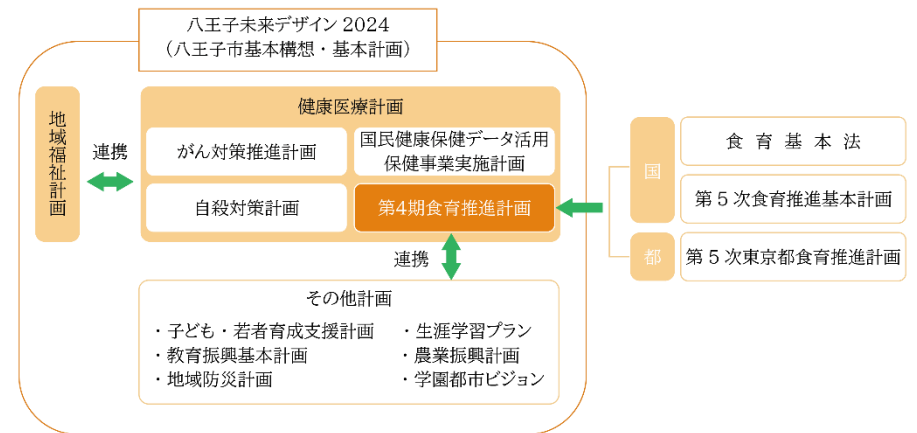 八王子未来デザイン 2024
（八王子市基本構想・基本計画）
地域福祉計画
連携
健康医療計画
がん対策推進計画
国民健康保健データ活用
保健事業実施計画
自殺対策計画
第4期食育推進計画
国
食育基本法
第5次食育推進基本計画
都
第5次東京都食育推進計画
連携
その他計画
・子ども・若者育成支援計画
・教育振興基本計画
・地域防災計画
・生涯学習プラン
・農業振興計画
・学園都市ビジョン